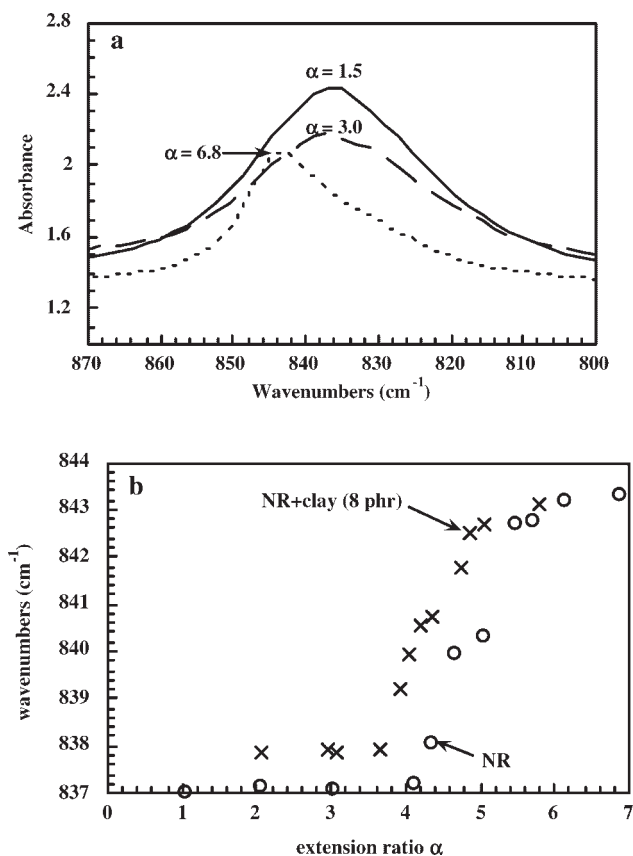 a
2.8
2.4
2
1.6
1.2
Absorbance
α = 1.5
α = 3.0
α = 6.8
870 860 850 840 830 820 810 800
Wavenumbers (cm-1)
b
844
843
842
841
840
839
838
837
wavenumbers (cm-1)
NR+clay (8 phr)
NR
0 1 2 3 4 5 6 7
extension ratio α